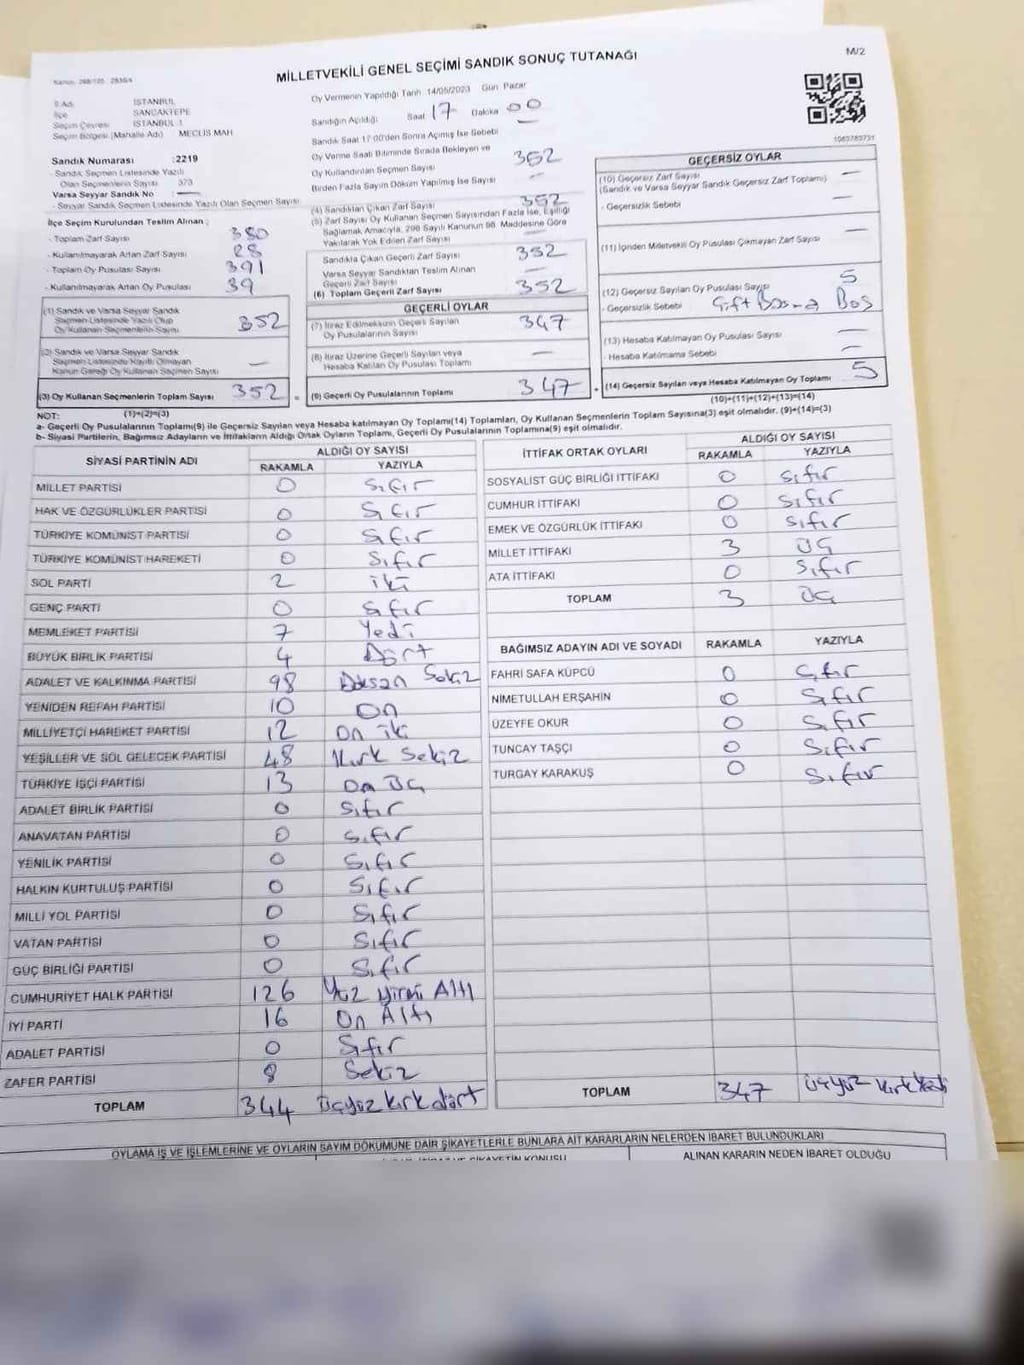 Kanun: 298/105, 2839/4
MİLLETVEKİLİ GENEL SEÇİMİ SANDIK SONUÇ TUTANAĞI
M/2
İl Adı İSTANBUL
İlçe SANCAKTEPE
Seçim Çevresi İSTANBUL-1
Seçim Bölgesi (Mahalle Adı) MECLİS MAH
Sandık Numarası :2219
- Sandık Seçmen Listesinde Yazılı
Olan Seçmenlerin Sayısı 373
Varsa Seyyar Sandık No : —
- Seyyar Sandık Seçmen Listesinde Yazılı Olan Seçmen Sayısı
İlçe Seçim Kurulundan Teslim Alınan ;
- Toplam Zarf Sayısı 380
- Kullanılmayarak Artan Zarf Sayısı 28
- Toplam Oy Pusulası Sayısı 391
- Kullanılmayarak Artan Oy Pusulası 39
(1) Sandık ve Varsa Seyyar Sandık
Seçmen Listesinde Yazılı Olup
Oy Kullanan Seçmenlerin Sayısı 352
(2) Sandık ve Varsa Seyyar Sandık
Seçmen Listesinde Kayıtlı Olmayan
Kanun Gereği Oy Kullanan Seçmen Sayısı —
(3) Oy Kullanan Seçmenlerin Toplam Sayısı 352 =
Oy Vermenin Yapıldığı Tarih 14/05/2023 Gün Pazar
Sandığın Açıldığı Saat 17 Dakika 00
Sandık Saat 17:00'den Sonra Açılmış İse Sebebi —
Oy Verme Saati Bitiminde Sırada Bekleyen ve
Oy Kullandırılan Seçmen Sayısı 352
Birden Fazla Sayım Döküm Yapılmış İse Sayısı —
(4) Sandıktan Çıkan Zarf Sayısı 352
(5) Zarf Sayısı Oy Kullanan Seçmen Sayısından Fazla İse, Eşitliği
Sağlamak Amacıyla, 298 Sayılı Kanunun 98. Maddesine Göre
Yakılarak Yok Edilen Zarf Sayısı —
Sandıkta Çıkan Geçerli Zarf Sayısı 352
Varsa Seyyar Sandıktan Teslim Alınan
Geçerli Zarf Sayısı —
(6) Toplam Geçerli Zarf Sayısı 352
GEÇERLİ OYLAR
(7) İtiraz Edilmeksizin Geçerli Sayılan
Oy Pusulalarının Sayısı 347
(8) İtiraz Üzerine Geçerli Sayılan veya
Hesaba Katılan Oy Pusulası Toplamı —
(9) Geçerli Oy Pusulalarının Toplamı 347 +
1063783731
GEÇERSİZ OYLAR
(10) Geçersiz Zarf Sayısı —
(Sandık ve Varsa Seyyar Sandık Geçersiz Zarf Toplamı)
- Geçersizlik Sebebi —
(11) İçinden Milletvekili Oy Pusulası Çıkmayan Zarf Sayısı —
(12) Geçersiz Sayılan Oy Pusulası Sayısı 5
- Geçersizlik Sebebi Çift Basma Boş
(13) Hesaba Katılmayan Oy Pusulası Sayısı —
- Hesaba Katılmama Sebebi —
(14) Geçersiz Sayılan veya Hesaba Katılmayan Oy Toplamı 5
(10)+(11)+(12)+(13)=(14)
NOT: (1)+(2)=(3)
a- Geçerli Oy Pusulalarının Toplamı(9) ile Geçersiz Sayılan veya Hesaba katılmayan Oy Toplamı(14) Toplamları, Oy Kullanan Seçmenlerin Toplam Sayısına(3) eşit olmalıdır. (9)+(14)=(3)
b- Siyasi Partilerin, Bağımsız Adayların ve İttifakların Aldığı Ortak Oyların Toplamı, Geçerli Oy Pusulalarının Toplamına(9) eşit olmalıdır.
SİYASİ PARTİNİN ADI ALDIĞI OY SAYISI
RAKAMLA YAZIYLA
MİLLET PARTİSİ 0 Sıfır
HAK VE ÖZGÜRLÜKLER PARTİSİ 0 Sıfır
TÜRKİYE KOMÜNİST PARTİSİ 0 Sıfır
TÜRKİYE KOMÜNİST HAREKETİ 0 Sıfır
SOL PARTİ 2 iki
GENÇ PARTİ 0 Sıfır
MEMLEKET PARTİSİ 7 Yedi
BÜYÜK BİRLİK PARTİSİ 4 Dört
ADALET VE KALKINMA PARTİSİ 98 Doksan Sekiz
YENİDEN REFAH PARTİSİ 10 On
MİLLİYETÇİ HAREKET PARTİSİ 12 On iki
YEŞİLLER VE SOL GELECEK PARTİSİ 48 Kırk Sekiz
TÜRKİYE İŞÇİ PARTİSİ 13 On Üç
ADALET BİRLİK PARTİSİ 0 Sıfır
ANAVATAN PARTİSİ 0 Sıfır
YENİLİK PARTİSİ 0 Sıfır
HALKIN KURTULUŞ PARTİSİ 0 Sıfır
MİLLİ YOL PARTİSİ 0 Sıfır
VATAN PARTİSİ 0 Sıfır
GÜÇ BİRLİĞİ PARTİSİ 0 Sıfır
CUMHURİYET HALK PARTİSİ 126 Yüz Yirmi Altı
İYİ PARTİ 16 On Altı
ADALET PARTİSİ 0 Sıfır
ZAFER PARTİSİ 8 Sekiz
TOPLAM 344 Üçyüz kırk dört
İTTİFAK ORTAK OYLARI ALDIĞI OY SAYISI
RAKAMLA YAZIYLA
SOSYALİST GÜÇ BİRLİĞİ İTTİFAKI 0 Sıfır
CUMHUR İTTİFAKI 0 Sıfır
EMEK VE ÖZGÜRLÜK İTTİFAKI 0 Sıfır
MİLLET İTTİFAKI 3 Üç
ATA İTTİFAKI 0 Sıfır
TOPLAM 3 Üç
BAĞIMSIZ ADAYIN ADI VE SOYADI RAKAMLA YAZIYLA
FAHRİ SAFA KÜPCÜ 0 Sıfır
NİMETULLAH ERŞAHİN 0 Sıfır
ÜZEYFE OKUR 0 Sıfır
TUNCAY TAŞÇI 0 Sıfır
TURGAY KARAKUŞ 0 Sıfır
TOPLAM 347 Üçyüz Kırk Yedi
OYLAMA İŞ VE İŞLEMLERİNE VE OYLARIN SAYIM DÖKÜMÜNE DAİR ŞİKAYETLERLE BUNLARA AİT KARARLARIN NELERDEN İBARET BULUNDUKLARI
ŞİKAYETİN KONUSU ALINAN KARARIN NEDEN İBARET OLDUĞU